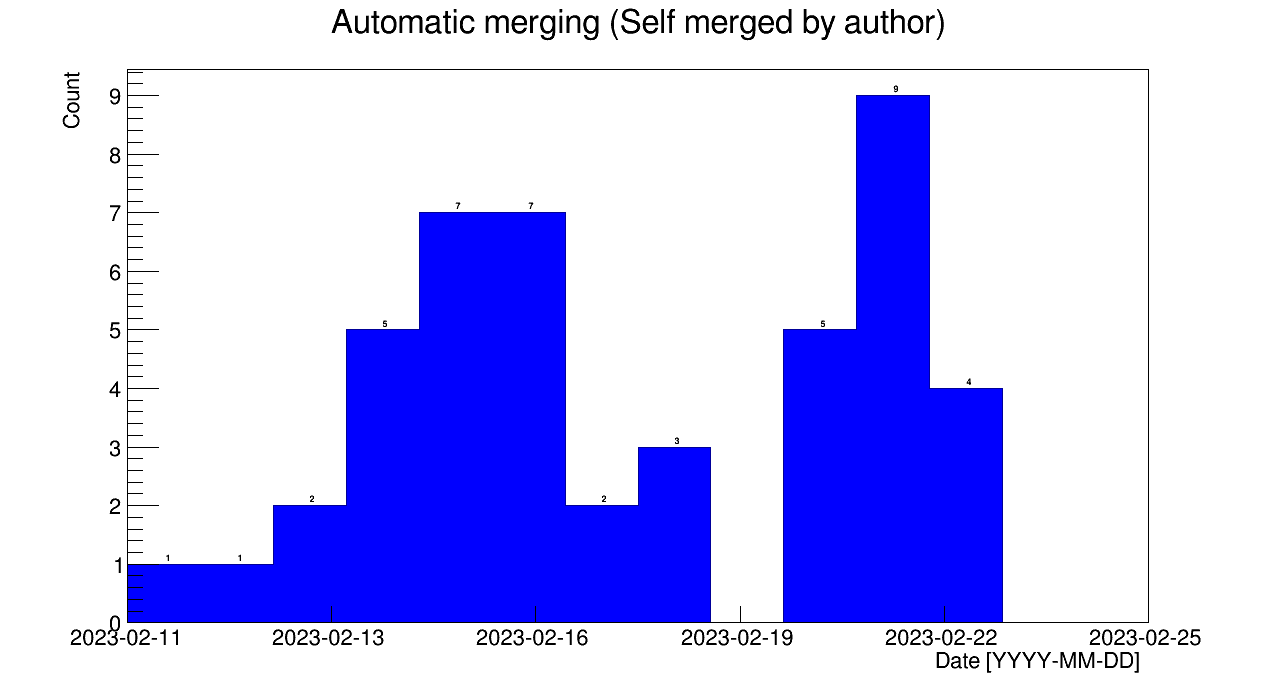 Automatic merging (Self merged by author)
Count
9
8
7
6
5
4
3
2
1
0
1 1 2 5 7 7 2 3 5 9 4
2023-02-11 2023-02-13 2023-02-16 2023-02-19 2023-02-22 2023-02-25
Date [YYYY-MM-DD]